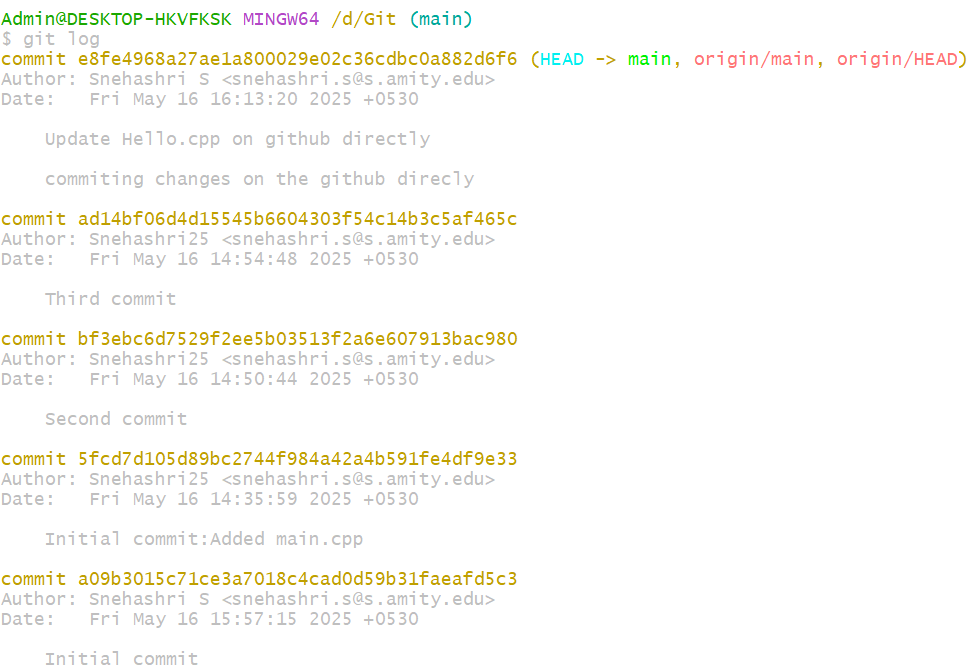 Admin@DESKTOP-HKVFKSK MINGW64 /d/Git (main)
$ git log
commit e8fe4968a27ae1a800029e02c36cdbc0a882d6f6 (HEAD -> main, origin/main, origin/HEAD)
Author: Snehashri S <snehashri.s@s.amity.edu>
Date:   Fri May 16 16:13:20 2025 +0530
    Update Hello.cpp on github directly
    commiting changes on the github direcly
commit ad14bf06d4d15545b6604303f54c14b3c5af465c
Author: Snehashri25 <snehashri.s@s.amity.edu>
Date:   Fri May 16 14:54:48 2025 +0530
    Third commit
commit bf3ebc6d7529f2ee5b03513f2a6e607913bac980
Author: Snehashri25 <snehashri.s@s.amity.edu>
Date:   Fri May 16 14:50:44 2025 +0530
    Second commit
commit 5fcd7d105d89bc2744f984a42a4b591fe4df9e33
Author: Snehashri25 <snehashri.s@s.amity.edu>
Date:   Fri May 16 14:35:59 2025 +0530
    Initial commit:Added main.cpp
commit a09b3015c71ce3a7018c4cad0d59b31faeafd5c3
Author: Snehashri S <snehashri.s@s.amity.edu>
Date:   Fri May 16 15:57:15 2025 +0530
    Initial commit